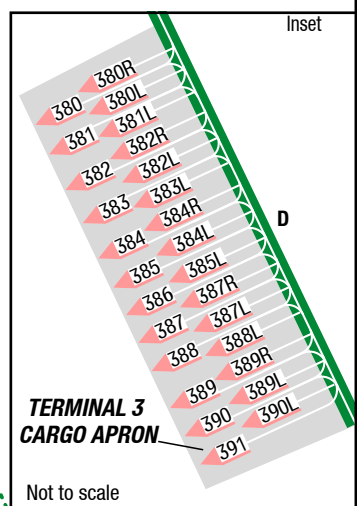 Inset
380R
380
380L
381
381L
382R
382
382L
383
383L
384R
D
384
384L
385
385L
386
387R
387
387L
388
388L
389R
389
389L
390
390L
391
TERMINAL 3
CARGO APRON
Not to scale